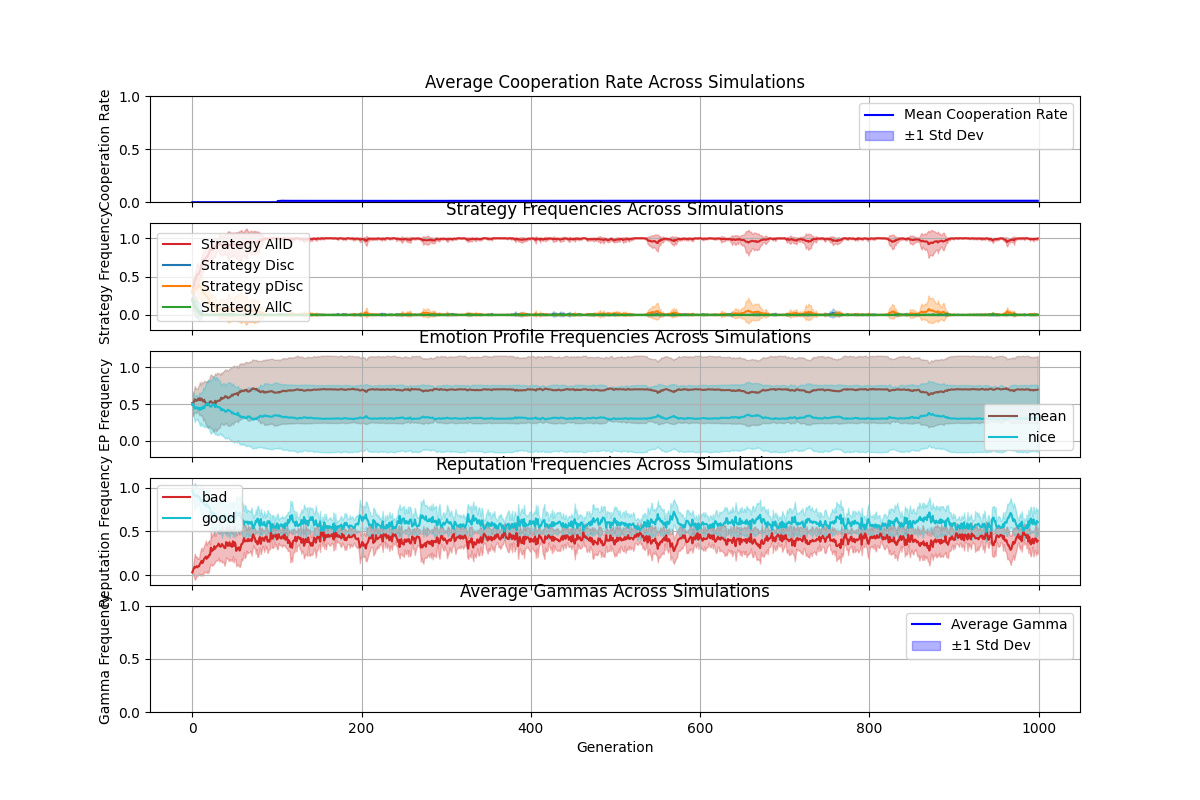 Average Cooperation Rate Across Simulations
Cooperation Rate
1.0
0.5
0.0
Mean Cooperation Rate
±1 Std Dev
Strategy Frequencies Across Simulations
Strategy Frequency
1.0
0.5
0.0
Strategy AllD
Strategy Disc
Strategy pDisc
Strategy AllC
Emotion Profile Frequencies Across Simulations
EP Frequency
1.0
0.5
0.0
mean
nice
Reputation Frequencies Across Simulations
Reputation Frequency
1.0
0.5
0.0
bad
good
Average Gammas Across Simulations
Gamma Frequency
1.0
0.5
0.0
Average Gamma
±1 Std Dev
0 200 400 600 800 1000
Generation